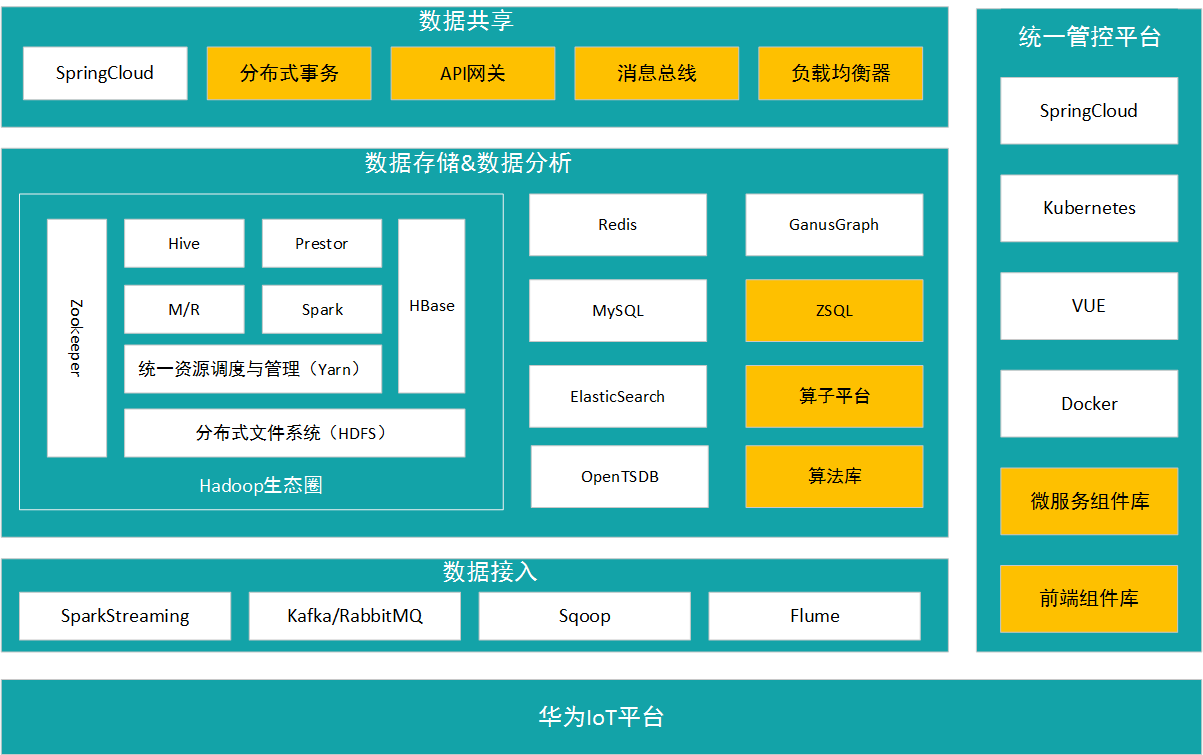 数据共享
SpringCloud
分布式事务
API网关
消息总线
负载均衡器
数据存储&数据分析
Zookeeper
Hive
Prestor
HBase
M/R
Spark
统一资源调度与管理（Yarn）
分布式文件系统（HDFS）
Hadoop生态圈
Redis
GanusGraph
MySQL
ZSQL
ElasticSearch
算子平台
OpenTSDB
算法库
数据接入
SparkStreaming
Kafka/RabbitMQ
Sqoop
Flume
统一管控平台
SpringCloud
Kubernetes
VUE
Docker
微服务组件库
前端组件库
华为IoT平台